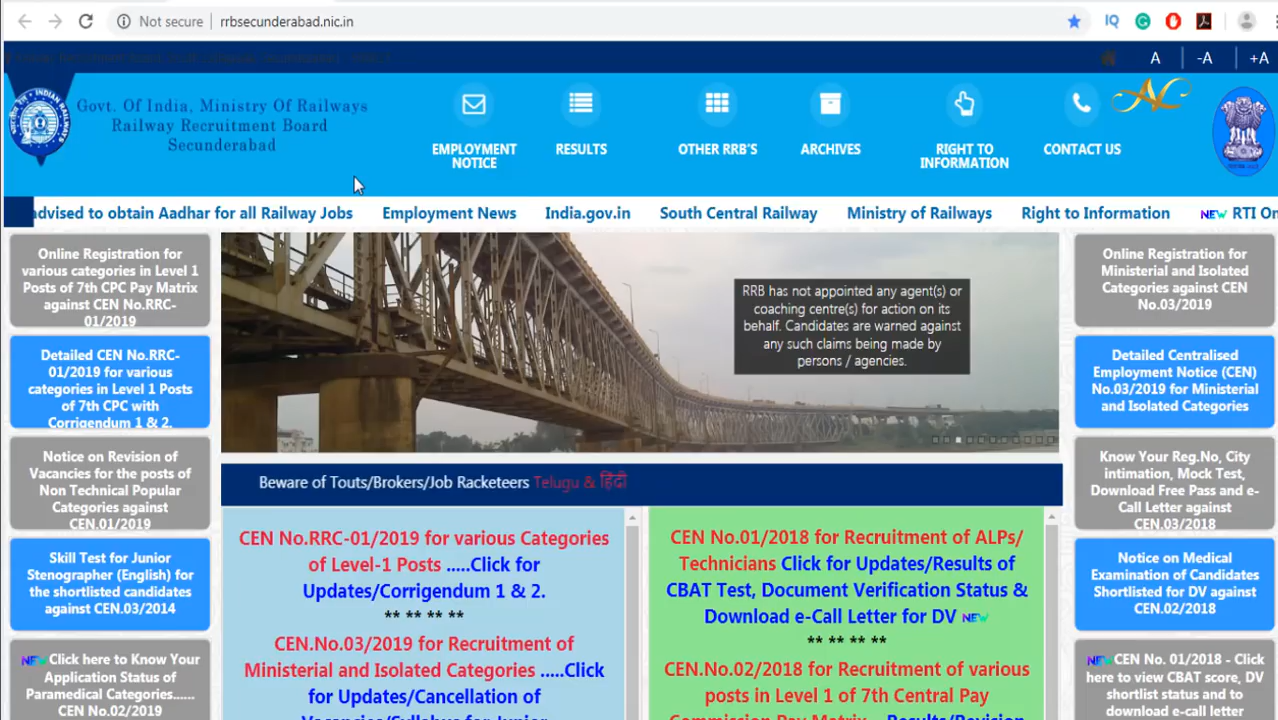 Not secure rrbsecunderabad.nic.in
A -A +A
Govt. Of India, Ministry Of Railways
Railway Recruitment Board
Secunderabad
EMPLOYMENT
NOTICE
RESULTS
OTHER RRB'S
ARCHIVES
RIGHT TO
INFORMATION
CONTACT US
AC
advised to obtain Aadhar for all Railway Jobs Employment News India.gov.in South Central Railway Ministry of Railways Right to Information NEW RTI On
Online Registration for
various categories in Level 1
Posts of 7th CPC Pay Matrix
against CEN No.RRC-
01/2019
Detailed CEN No.RRC-
01/2019 for various
categories in Level 1 Posts
of 7th CPC with
Corrigendum 1 & 2.
Notice on Revision of
Vacancies for the posts of
Non Technical Popular
Categories against
CEN.01/2019
Skill Test for Junior
Stenographer (English) for
the shortlisted candidates
against CEN.03/2014
NEW Click here to Know Your
Application Status of
Paramedical Categories......
CEN No.02/2019
RRB has not appointed any agent(s) or
coaching centre(s) for action on its
behalf. Candidates are warned against
any such claims being made by
persons / agencies.
Beware of Touts/Brokers/Job Racketeers Telugu & हिंदी
CEN No.RRC-01/2019 for various Categories
of Level-1 Posts .....Click for
Updates/Corrigendum 1 & 2.
** ** ** **
CEN.No.03/2019 for Recruitment of
Ministerial and Isolated Categories .....Click
for Updates/Cancellation of
Vacancies/Syllabus for Junior
CEN No.01/2018 for Recruitment of ALPs/
Technicians Click for Updates/Results of
CBAT Test, Document Verification Status &
Download e-Call Letter for DV NEW
** ** ** **
CEN.No.02/2018 for Recruitment of various
posts in Level 1 of 7th Central Pay
Commission Pay Matrix Results/Revision
Online Registration for
Ministerial and Isolated
Categories against CEN
No.03/2019
Detailed Centralised
Employment Notice (CEN)
No.03/2019 for Ministerial
and Isolated Categories
Know Your Reg.No, City
intimation, Mock Test,
Download Free Pass and e-
Call Letter against
CEN.03/2018
Notice on Medical
Examination of Candidates
Shortlisted for DV against
CEN.02/2018
NEW CEN No. 01/2018 - Click
here to view CBAT score, DV
shortlist status and to
download e-call letter